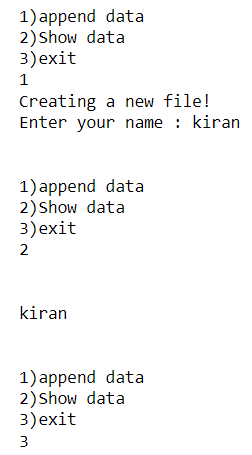 1)append data
2)Show data
3)exit
1
Creating a new file!
Enter your name : kiran
1)append data
2)Show data
3)exit
2
kiran
1)append data
2)Show data
3)exit
3